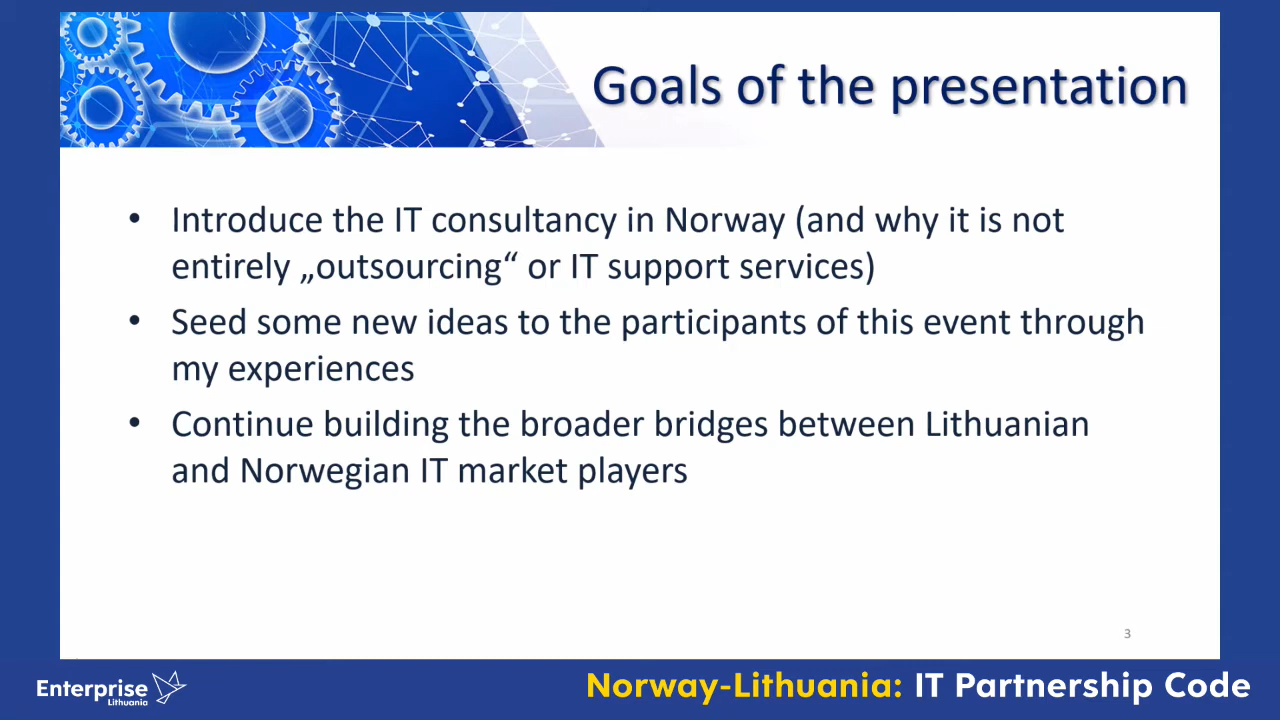 Goals of the presentation
• Introduce the IT consultancy in Norway (and why it is not
entirely „outsourcing“ or IT support services)
• Seed some new ideas to the participants of this event through
my experiences
• Continue building the broader bridges between Lithuanian
and Norwegian IT market players
3
Enterprise
Lithuania
Norway-Lithuania: IT Partnership Code